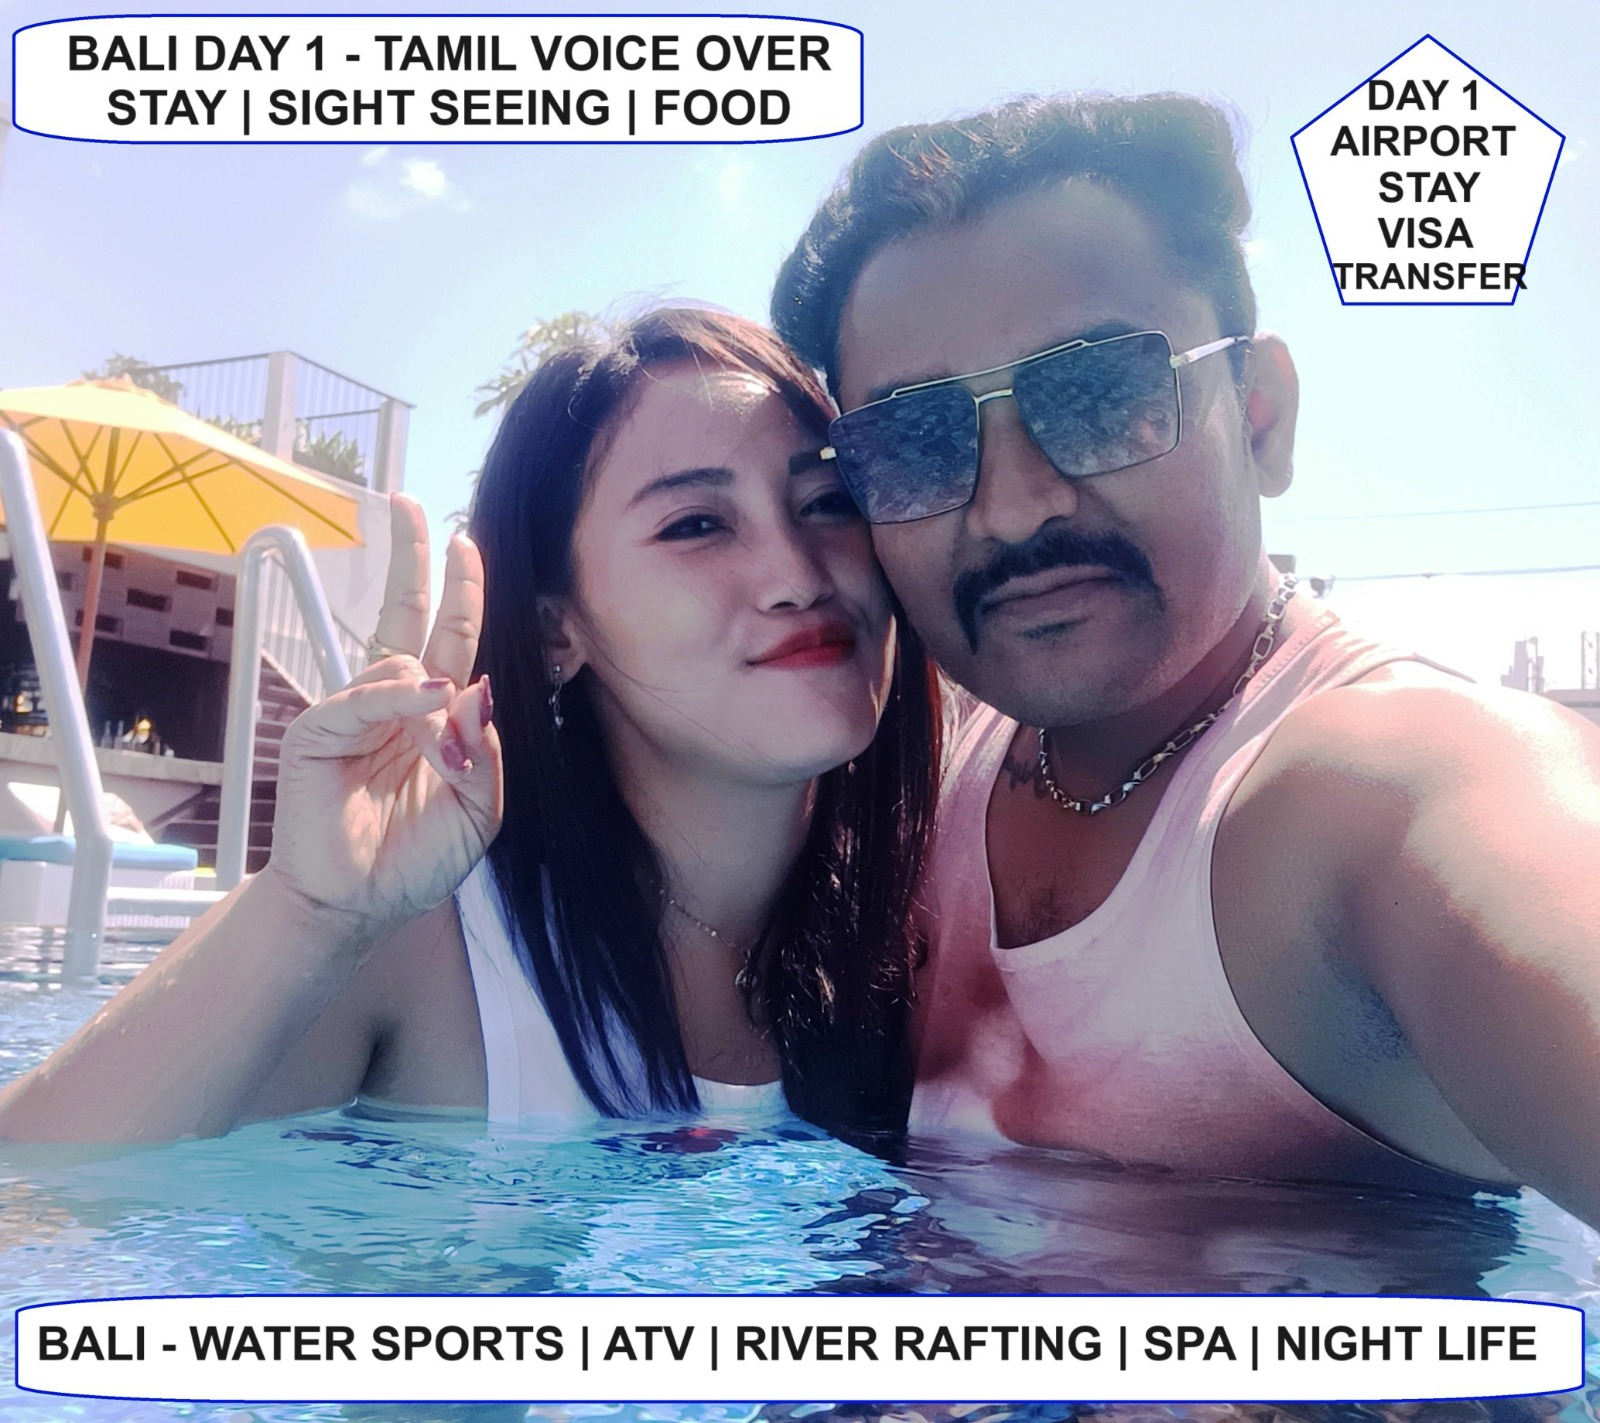 BALI DAY 1 - TAMIL VOICE OVER
STAY | SIGHT SEEING | FOOD
DAY 1
AIRPORT
STAY
VISA
TRANSFER
BALI - WATER SPORTS | ATV | RIVER RAFTING | SPA | NIGHT LIFE